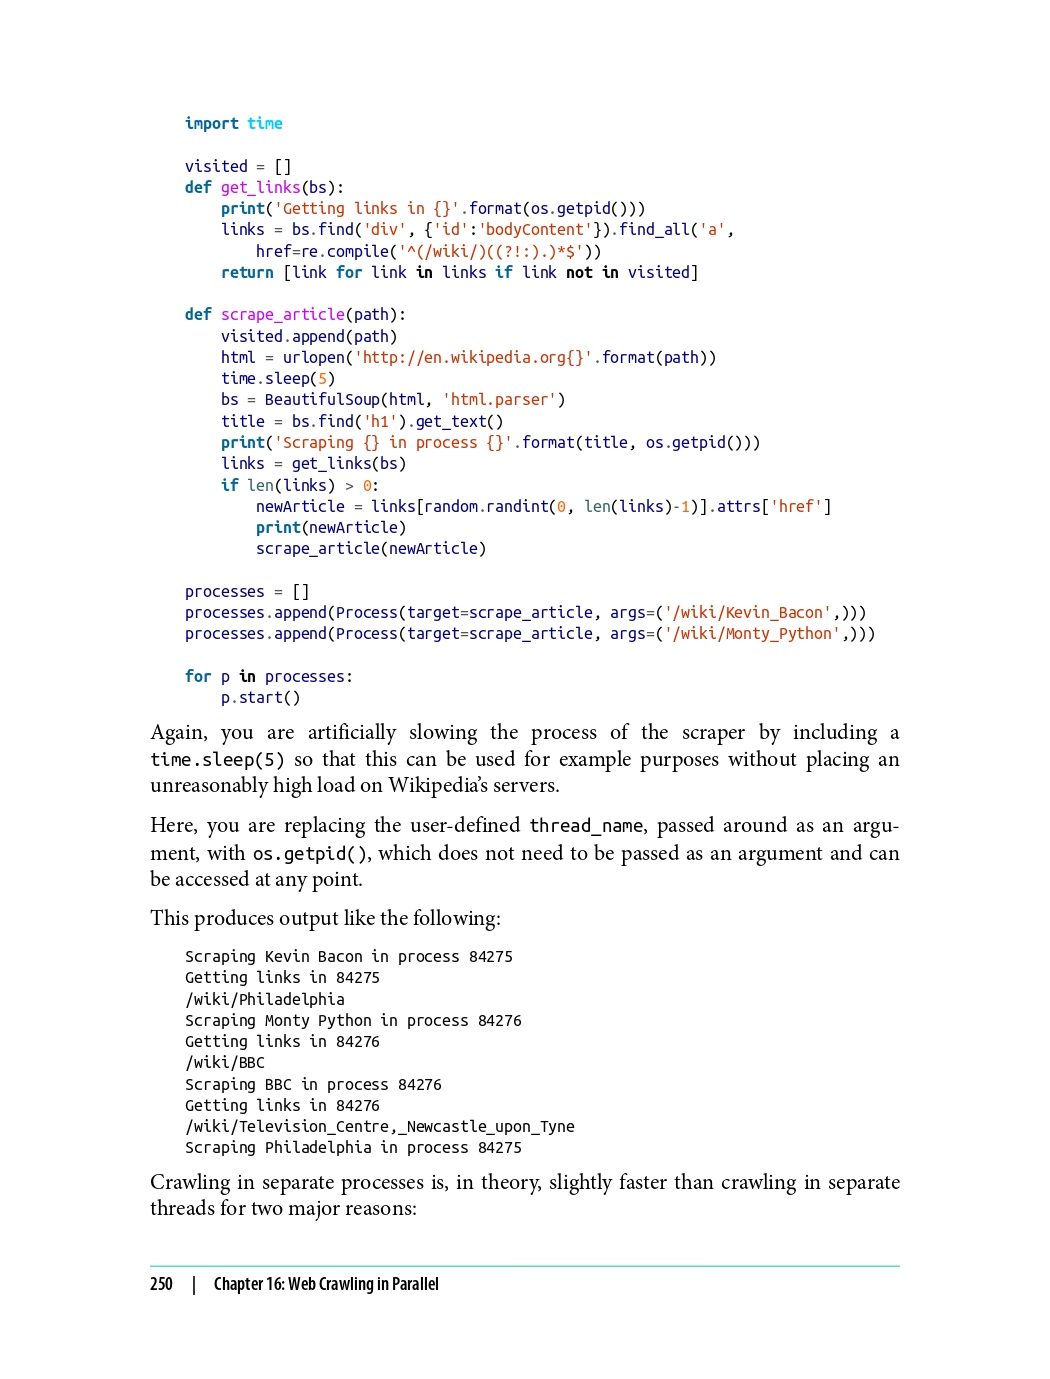 import time

visited = []
def get_links(bs):
    print('Getting links in {}'.format(os.getpid()))
    links = bs.find('div', {'id':'bodyContent'}).find_all('a',
        href=re.compile('^(/wiki/)((?!:).)*$'))
    return [link for link in links if link not in visited]

def scrape_article(path):
    visited.append(path)
    html = urlopen('http://en.wikipedia.org{}'.format(path))
    time.sleep(5)
    bs = BeautifulSoup(html, 'html.parser')
    title = bs.find('h1').get_text()
    print('Scraping {} in process {}'.format(title, os.getpid()))
    links = get_links(bs)
    if len(links) > 0:
        newArticle = links[random.randint(0, len(links)-1)].attrs['href']
        print(newArticle)
        scrape_article(newArticle)

processes = []
processes.append(Process(target=scrape_article, args=('/wiki/Kevin_Bacon',)))
processes.append(Process(target=scrape_article, args=('/wiki/Monty_Python',)))

for p in processes:
    p.start()
Again, you are artificially slowing the process of the scraper by including a
time.sleep(5) so that this can be used for example purposes without placing an
unreasonably high load on Wikipedia’s servers.
Here, you are replacing the user-defined thread_name, passed around as an argu-
ment, with os.getpid(), which does not need to be passed as an argument and can
be accessed at any point.
This produces output like the following:
Scraping Kevin Bacon in process 84275
Getting links in 84275
/wiki/Philadelphia
Scraping Monty Python in process 84276
Getting links in 84276
/wiki/BBC
Scraping BBC in process 84276
Getting links in 84276
/wiki/Television_Centre,_Newcastle_upon_Tyne
Scraping Philadelphia in process 84275
Crawling in separate processes is, in theory, slightly faster than crawling in separate
threads for two major reasons:
250 | Chapter 16: Web Crawling in Parallel